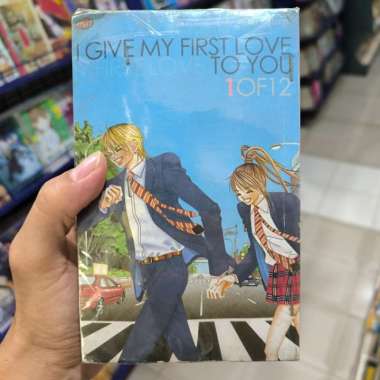 I GIVE MY FIRST LOVE
TO YOU
1 OF 12